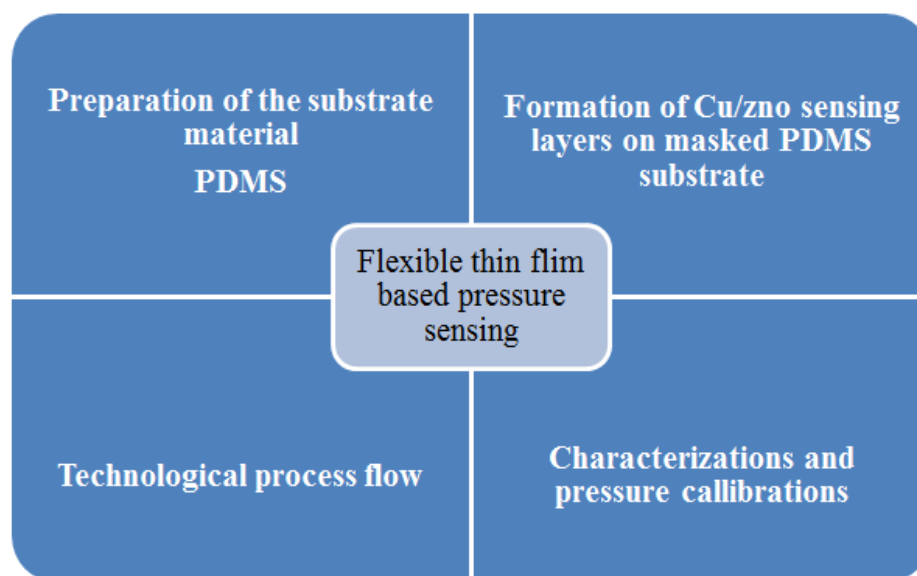 Preparation of the substrate
material
PDMS
Formation of Cu/zno sensing
layers on masked PDMS
substrate
Flexible thin flim
based pressure
sensing
Technological process flow
Characterizations and
pressure callibrations